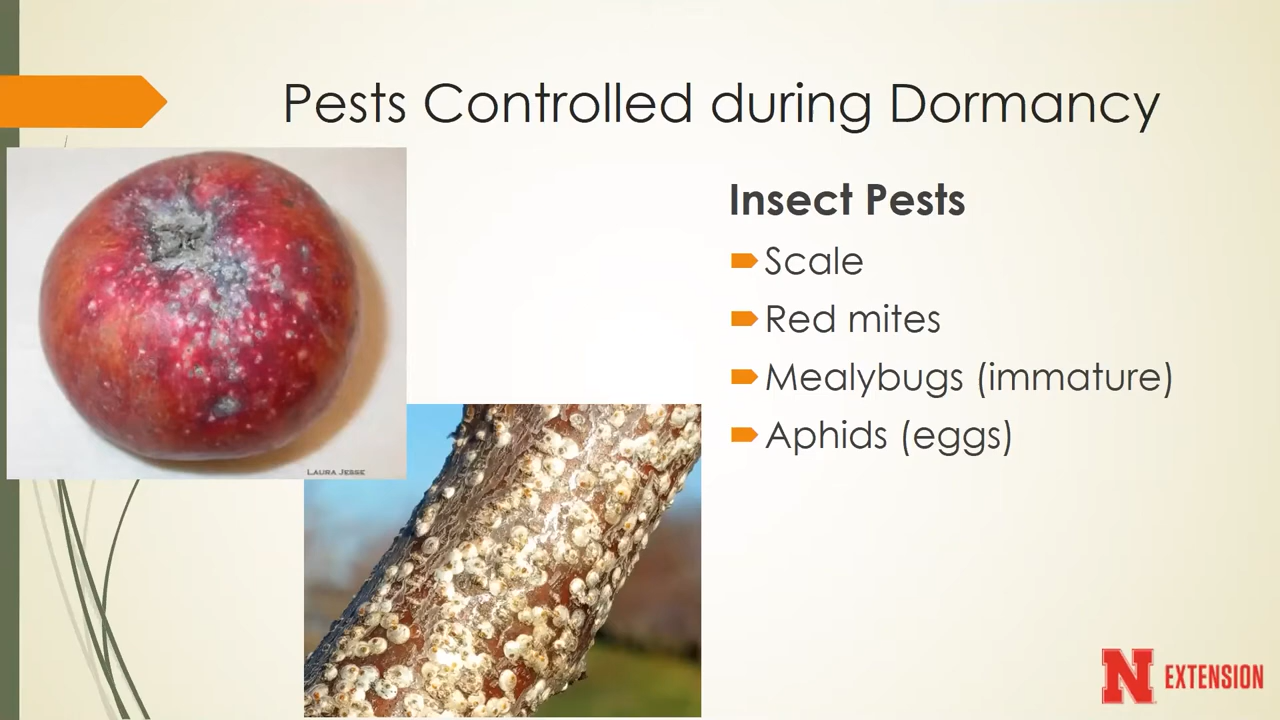 Pests Controlled during Dormancy
Insect Pests
Scale
Red mites
Mealybugs (immature)
Aphids (eggs)
LAURA JESSE
N EXTENSION